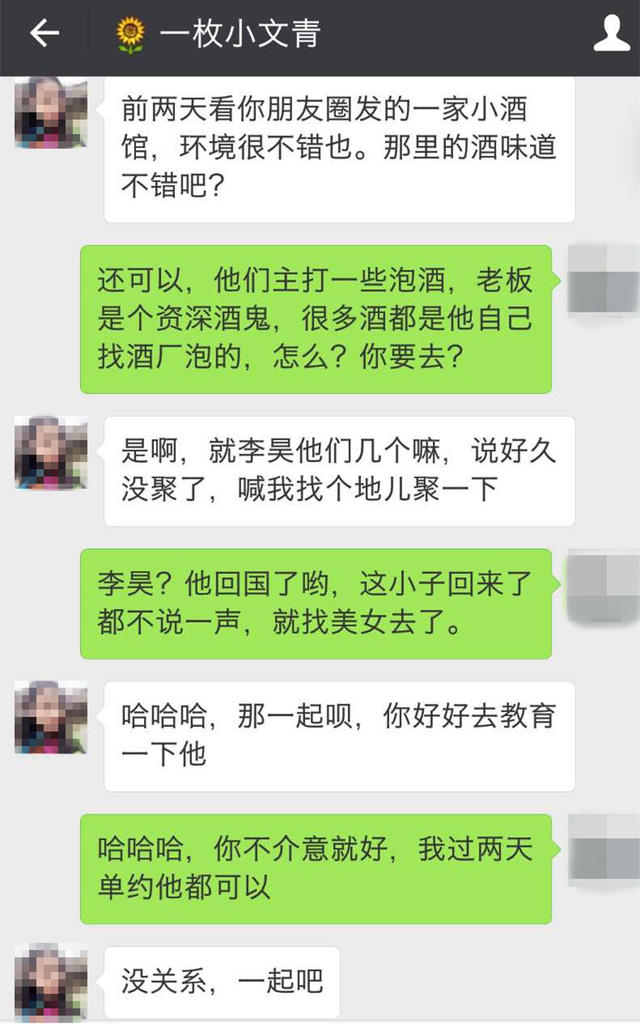 一枚小文青
前两天看你朋友圈发的一家小酒
馆，环境很不错也。那里的酒味道
不错吧？
还可以，他们主打一些泡酒，老板
是个资深酒鬼，很多酒都是他自己
找酒厂泡的，怎么？你要去？
是啊，就李昊他们几个嘛，说好久
没聚了，喊我找个地儿聚一下
李昊？他回国了哟，这小子回来了
都不说一声，就找美女去了。
哈哈哈，那一起呗，你好好去教育
一下他
哈哈哈，你不介意就好，我过两天
单约他都可以
没关系，一起吧